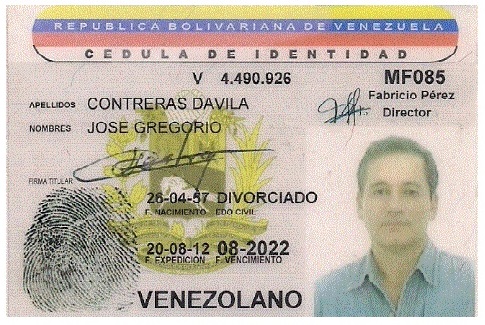 REPUBLICA BOLIVARIANA DE VENEZUELA
CEDULA DE IDENTIDAD
V 4.490.926 MF085
Fabricio Pérez
Director
APELLIDOS CONTRERAS DAVILA
NOMBRES JOSE GREGORIO
FIRMA TITULAR
26-04-57 DIVORCIADO
F. NACIMIENTO EDO CIVIL
20-08-12 08-2022
F. EXPEDICION F. VENCIMIENTO
VENEZOLANO